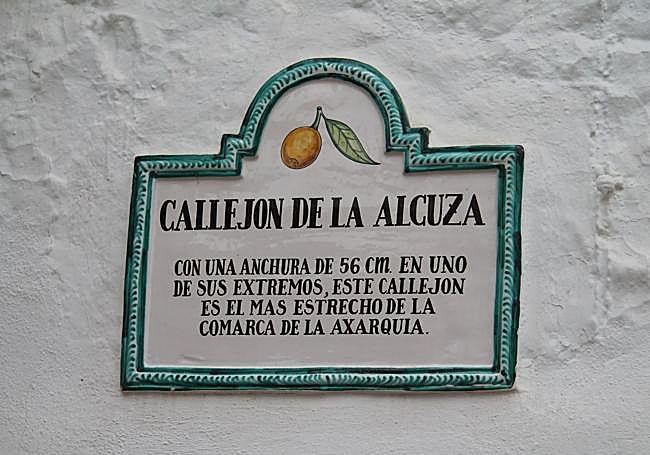 CALLEJON DE LA ALCUZA
CON UNA ANCHURA DE 56 CM. EN UNO
DE SUS EXTREMOS, ESTE CALLEJON
ES EL MAS ESTRECHO DE LA
COMARCA DE LA AXARQUIA.